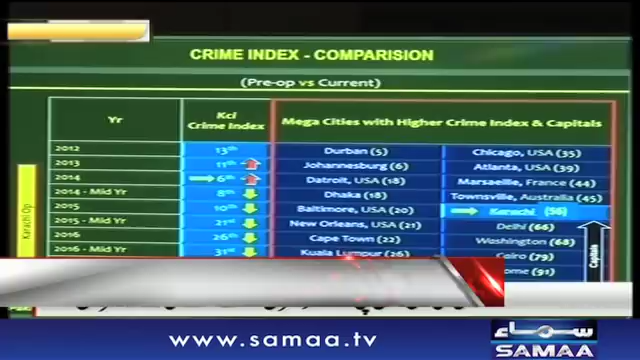 CRIME INDEX - COMPARISION
(Pre-op vs Current)
Yr Kci Crime Index Mega Cities with Higher Crime Index & Capitals
2012 13th Durban (5) Chicago, USA (35)
2013 11th Johannesburg (6) Atlanta, USA (39)
2014 6th Datroit, USA (18) Marsaeille, France (44)
2014 - Mid Yr 8th Dhaka (18) Townsville, Australia (45)
2015 10th Baltimore, USA (20) Karachi (56)
2015 - Mid Yr 21st New Orleans, USA (21) Delhi (66)
2016 26th Cape Town (22) Washington (68)
2016 - Mid Yr 31st Kuala Lumpur (26) Cairo (79)
ome (91)
Karachi Op
Capitals
www.samaa.tv
سماء
SAMAA